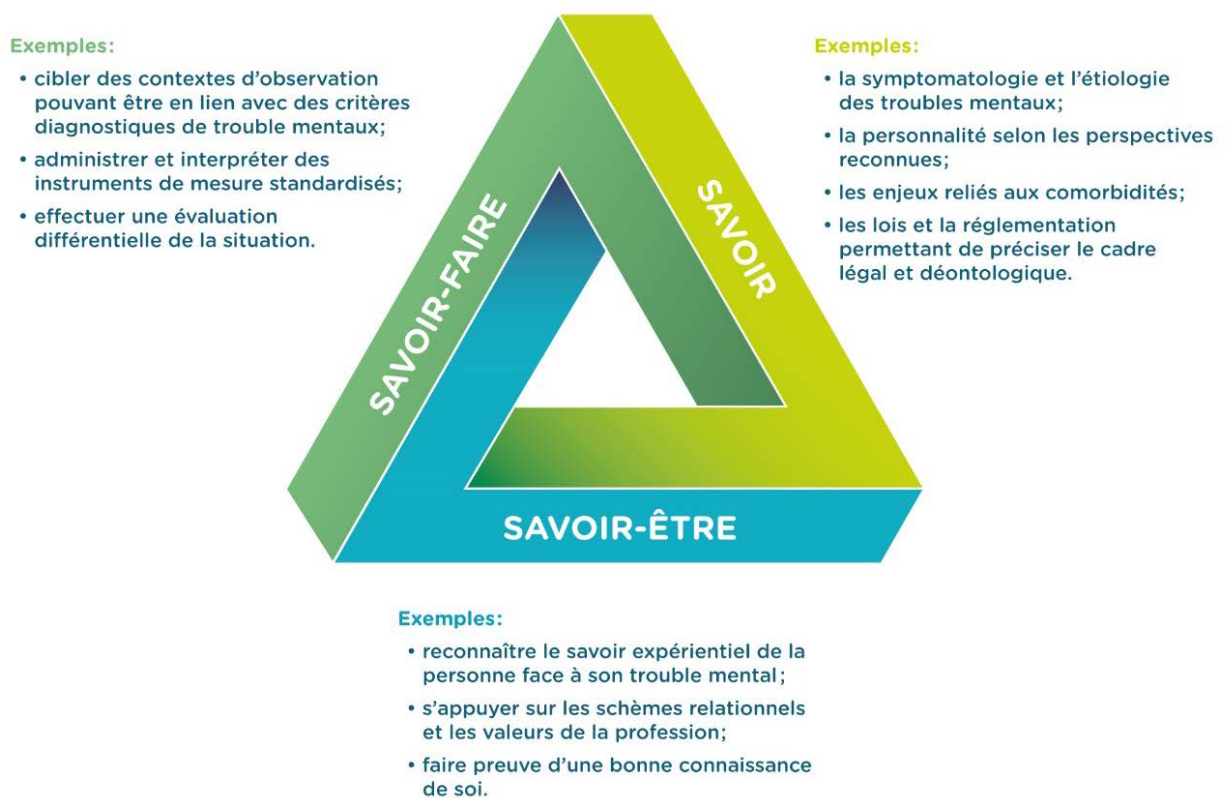 Exemples:
• cibler des contextes d'observation
pouvant être en lien avec des critères
diagnostiques de trouble mentaux;
• administrer et interpréter des
instruments de mesure standardisés;
• effectuer une évaluation
différentielle de la situation.
SAVOIR-FAIRE
SAVOIR
Exemples:
• la symptomatologie et l'étiologie
des troubles mentaux;
• la personnalité selon les perspectives
reconnues;
• les enjeux reliés aux comorbidités;
• les lois et la réglementation
permettant de préciser le cadre
légal et déontologique.
SAVOIR-ÊTRE
Exemples:
• reconnaître le savoir expérientiel de la
personne face à son trouble mental;
• s'appuyer sur les schèmes relationnels
et les valeurs de la profession;
• faire preuve d'une bonne connaissance
de soi.